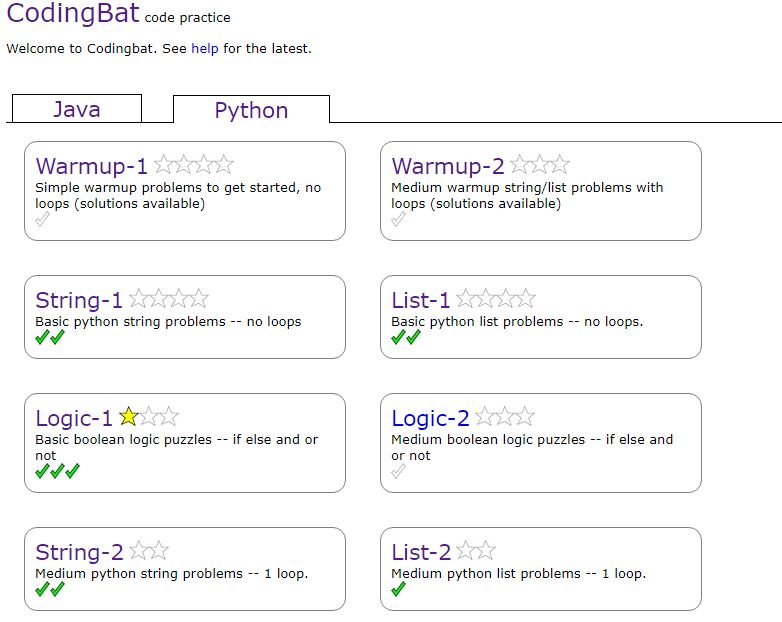 CodingBat code practice
Welcome to Codingbat. See help for the latest.
Java
Python
Warmup-1
Simple warmup problems to get started, no
loops (solutions available)
Warmup-2
Medium warmup string/list problems with
loops (solutions available)
String-1
Basic python string problems -- no loops
List-1
Basic python list problems -- no loops.
Logic-1
Basic boolean logic puzzles -- if else and or
not
Logic-2
Medium boolean logic puzzles -- if else and
or not
String-2
Medium python string problems -- 1 loop.
List-2
Medium python list problems -- 1 loop.